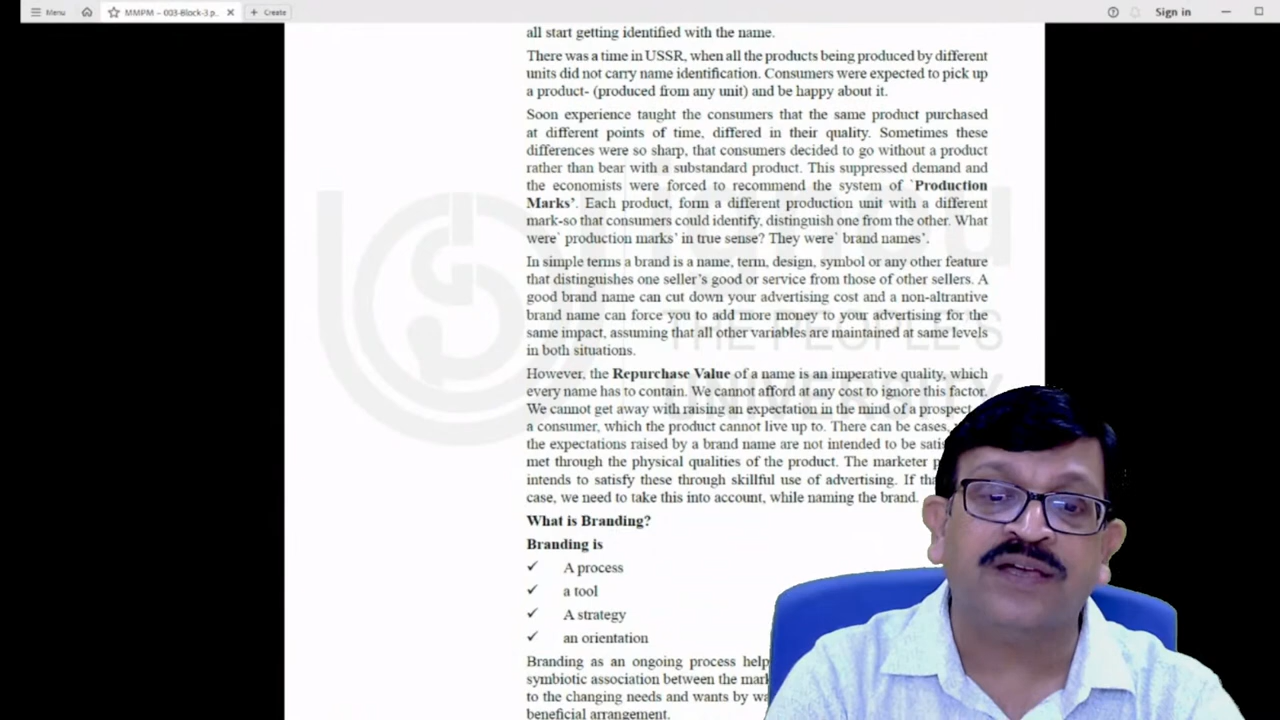 Menu
MMPM – 003-Block-3.p...
Create
Sign in
all start getting identified with the name.
There was a time in USSR, when all the products being produced by different
units did not carry name identification. Consumers were expected to pick up
a product- (produced from any unit) and be happy about it.
Soon experience taught the consumers that the same product purchased
at different points of time, differed in their quality. Sometimes these
differences were so sharp, that consumers decided to go without a product
rather than bear with a substandard product. This suppressed demand and
the economists were forced to recommend the system of `Production
Marks'. Each product, form a different production unit with a different
mark-so that consumers could identify, distinguish one from the other. What
were` production marks' in true sense? They were` brand names'.
In simple terms a brand is a name, term, design, symbol or any other feature
that distinguishes one seller's good or service from those of other sellers. A
good brand name can cut down your advertising cost and a non-altrantive
brand name can force you to add more money to your advertising for the
same impact, assuming that all other variables are maintained at same levels
in both situations.
However, the Repurchase Value of a name is an imperative quality, which
every name has to contain. We cannot afford at any cost to ignore this factor.
We cannot get away with raising an expectation in the mind of a prospect
a consumer, which the product cannot live up to. There can be cases,
the expectations raised by a brand name are not intended to be
met through the physical qualities of the product. The marketer
intends to satisfy these through skillful use of advertising. If
case, we need to take this into account, while naming the brand.
What is Branding?
Branding is
✓ A process
✓ a tool
✓ A strategy
✓ an orientation
Branding as an ongoing process help
symbiotic association between the
to the changing needs and wants by
beneficial arrangement.
THE PEOPLE'S
UNIVERSITY